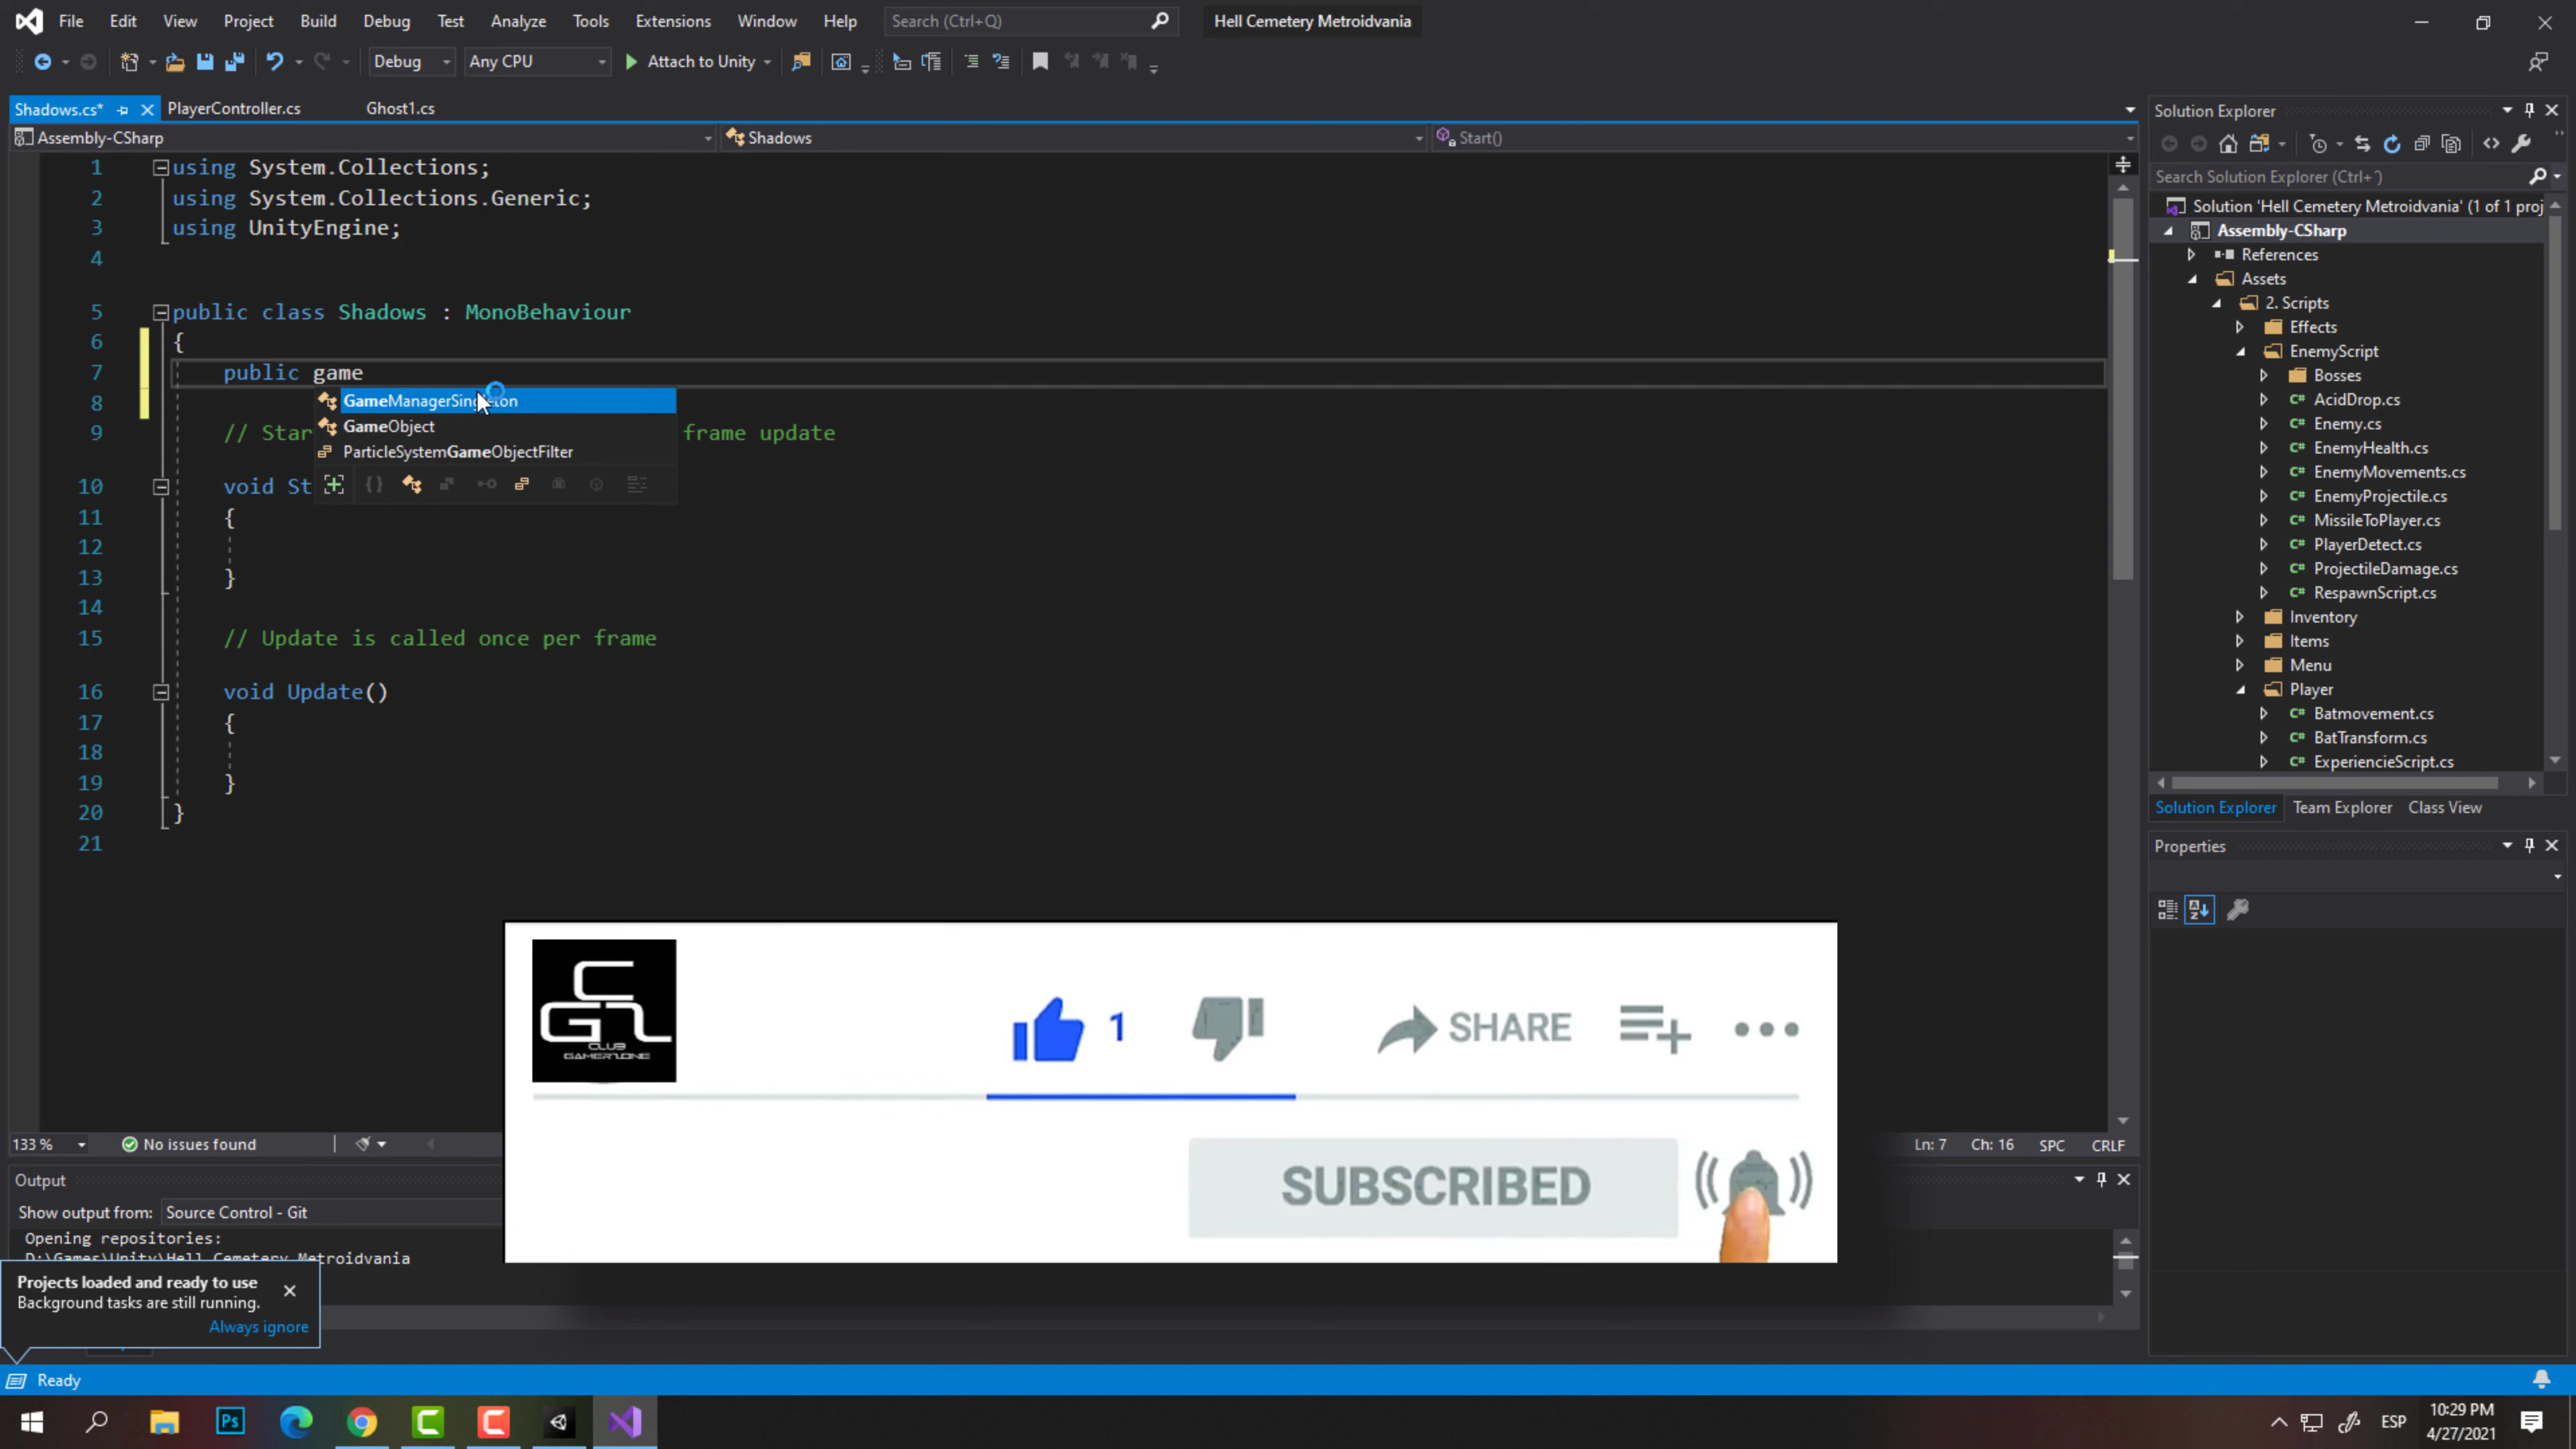 File Edit View Project Build Debug Test Analyze Tools Extensions Window Help Search (Ctrl+Q) Hell Cemetery Metroidvania
Debug Any CPU Attach to Unity
Shadows.cs* PlayerController.cs Ghost1.cs
Assembly-CSharp Shadows Start()
1 using System.Collections;
2 using System.Collections.Generic;
3 using UnityEngine;
4
5 public class Shadows : MonoBehaviour
6 {
7 public game
GameManagerSingleton
8
GameObject
9 // Star frame update
ParticleSystemGameObjectFilter
10 void St
11 {
12
13 }
14
15 // Update is called once per frame
16 void Update()
17 {
18
19 }
20 }
21
133 % No issues found Ln: 7 Ch: 16 SPC CRLF
Output
Show output from: Source Control - Git
Opening repositories:
D:\Games\Unity\Hell Cemetery Metroidvania
Projects loaded and ready to use
Background tasks are still running.
Always ignore
Ready
Solution Explorer
Search Solution Explorer (Ctrl+´)
Solution 'Hell Cemetery Metroidvania' (1 of 1 proj
Assembly-CSharp
References
Assets
2. Scripts
Effects
EnemyScript
Bosses
AcidDrop.cs
Enemy.cs
EnemyHealth.cs
EnemyMovements.cs
EnemyProjectile.cs
MissileToPlayer.cs
PlayerDetect.cs
ProjectileDamage.cs
RespawnScript.cs
Inventory
Items
Menu
Player
Batmovement.cs
BatTransform.cs
ExperiencieScript.cs
Solution Explorer Team Explorer Class View
Properties
CGZ
CLUB
GAMERZONE
1 SHARE
SUBSCRIBED
Ps
ESP
10:29 PM
4/27/2021